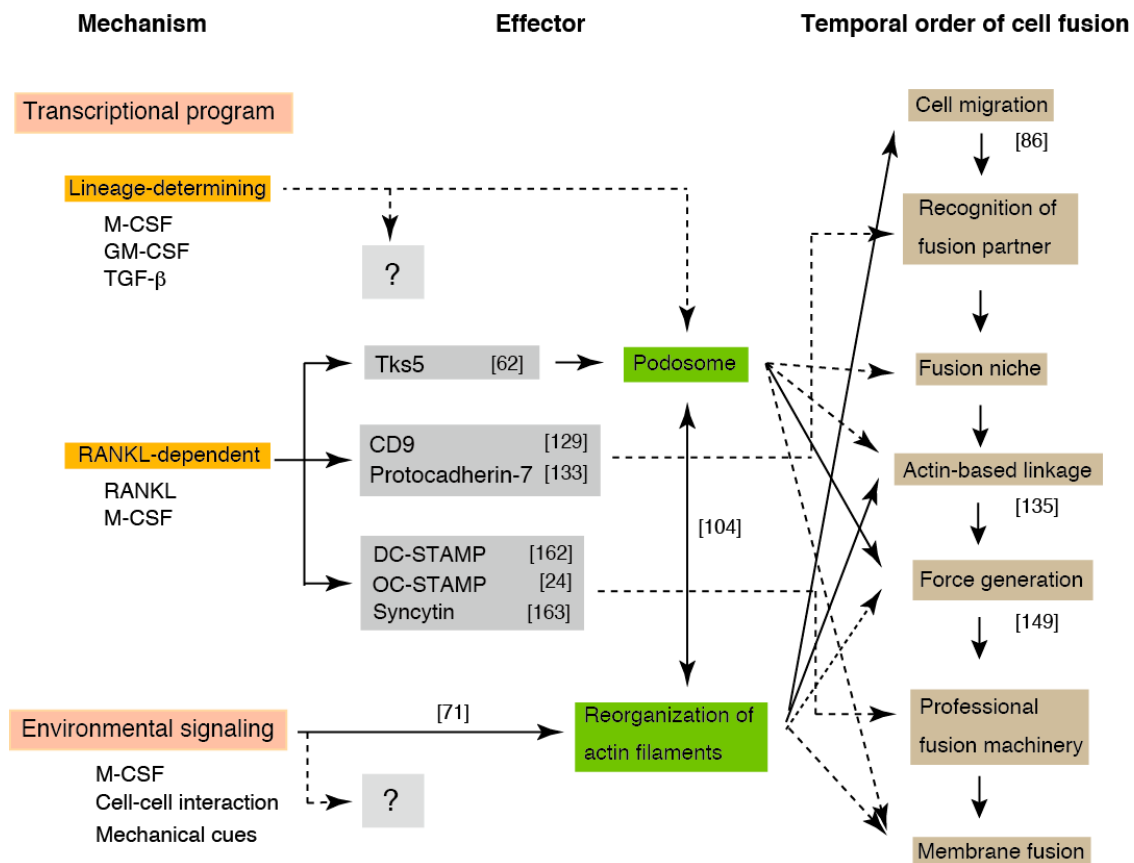 Mechanism
Effector
Temporal order of cell fusion
Transcriptional program
Cell migration
[86]
Lineage-determining
M-CSF
GM-CSF
TGF-β
?
Recognition of
fusion partner
Tks5 [62]
Podosome
Fusion niche
RANKL-dependent
RANKL
M-CSF
CD9 [129]
Protocadherin-7 [133]
Actin-based linkage
[135]
[104]
DC-STAMP [162]
OC-STAMP [24]
Syncytin [163]
Force generation
[149]
Environmental signaling
M-CSF
Cell-cell interaction
Mechanical cues
[71]
?
Reorganization of
actin filaments
Professional
fusion machinery
Membrane fusion